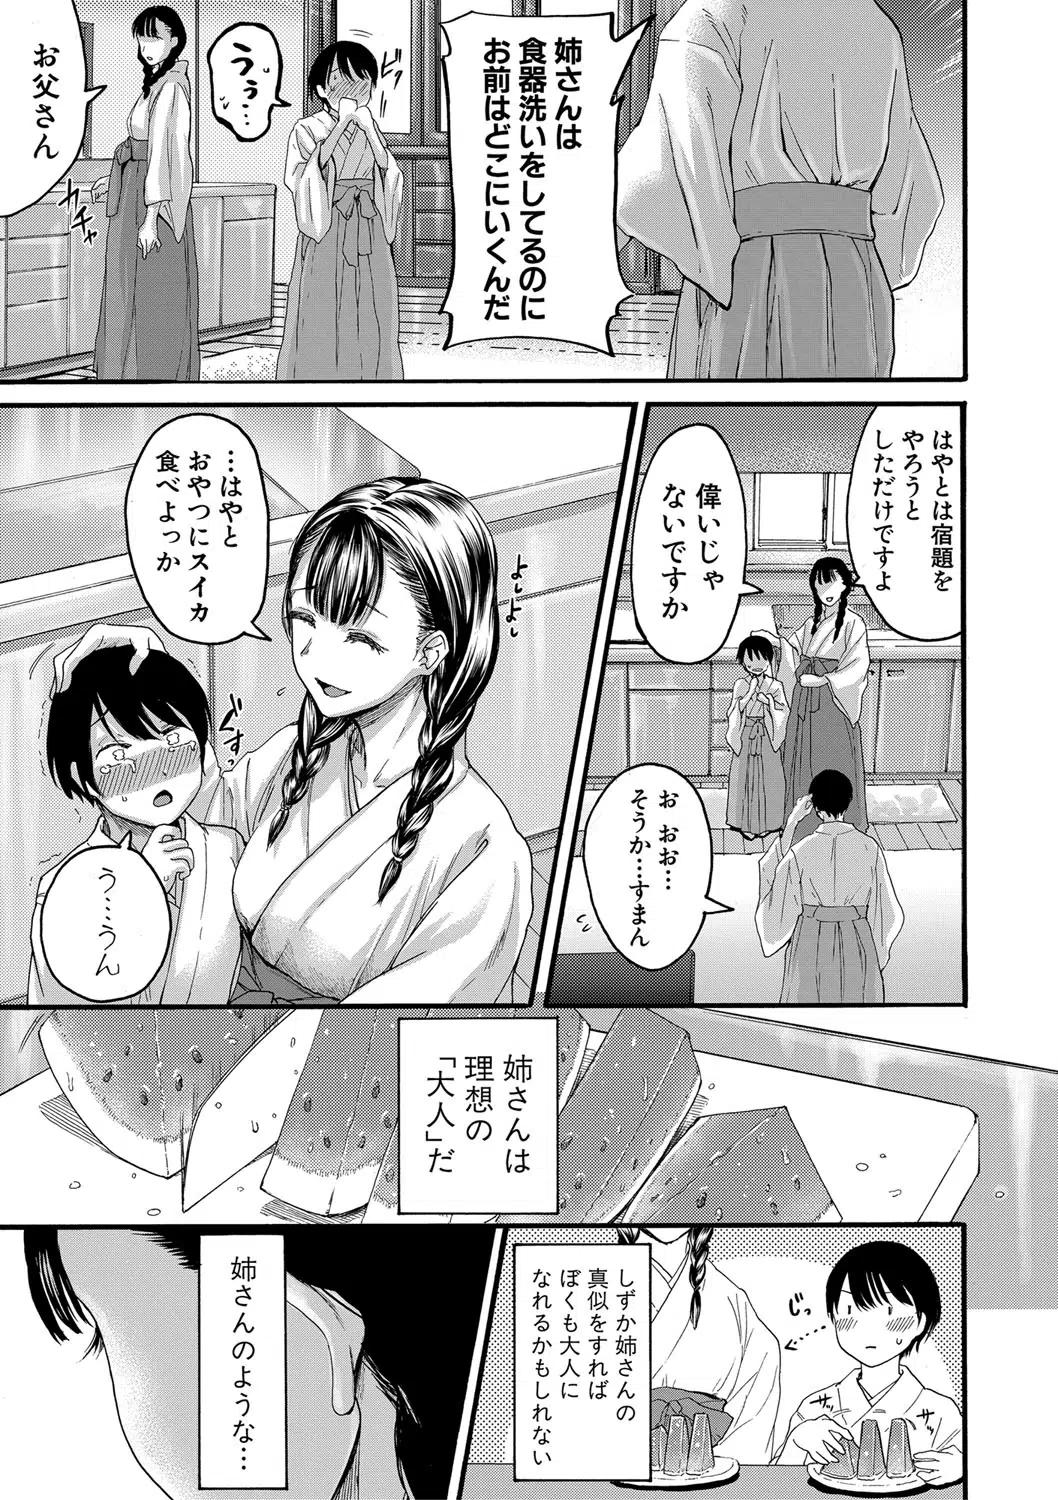 姉さんは
食器洗いをしてるのに
お前はどこにいくんだ
ビクッ
うぅ…
お父さん
カチャ
はやとは宿題を
やろうと
しただけですよ
偉いじゃ
ないですか
お おお…
そうか…すまん
…はやと
おやつにスイカ
食べよっか
よしよし
ぐすっ
う……うん
姉さんは
理想の
「大人」だ
じっ
しずか姉さんの
真似をすれば
ぼくも大人に
なれるかもしれない
サッ
サッ
姉さんのような…